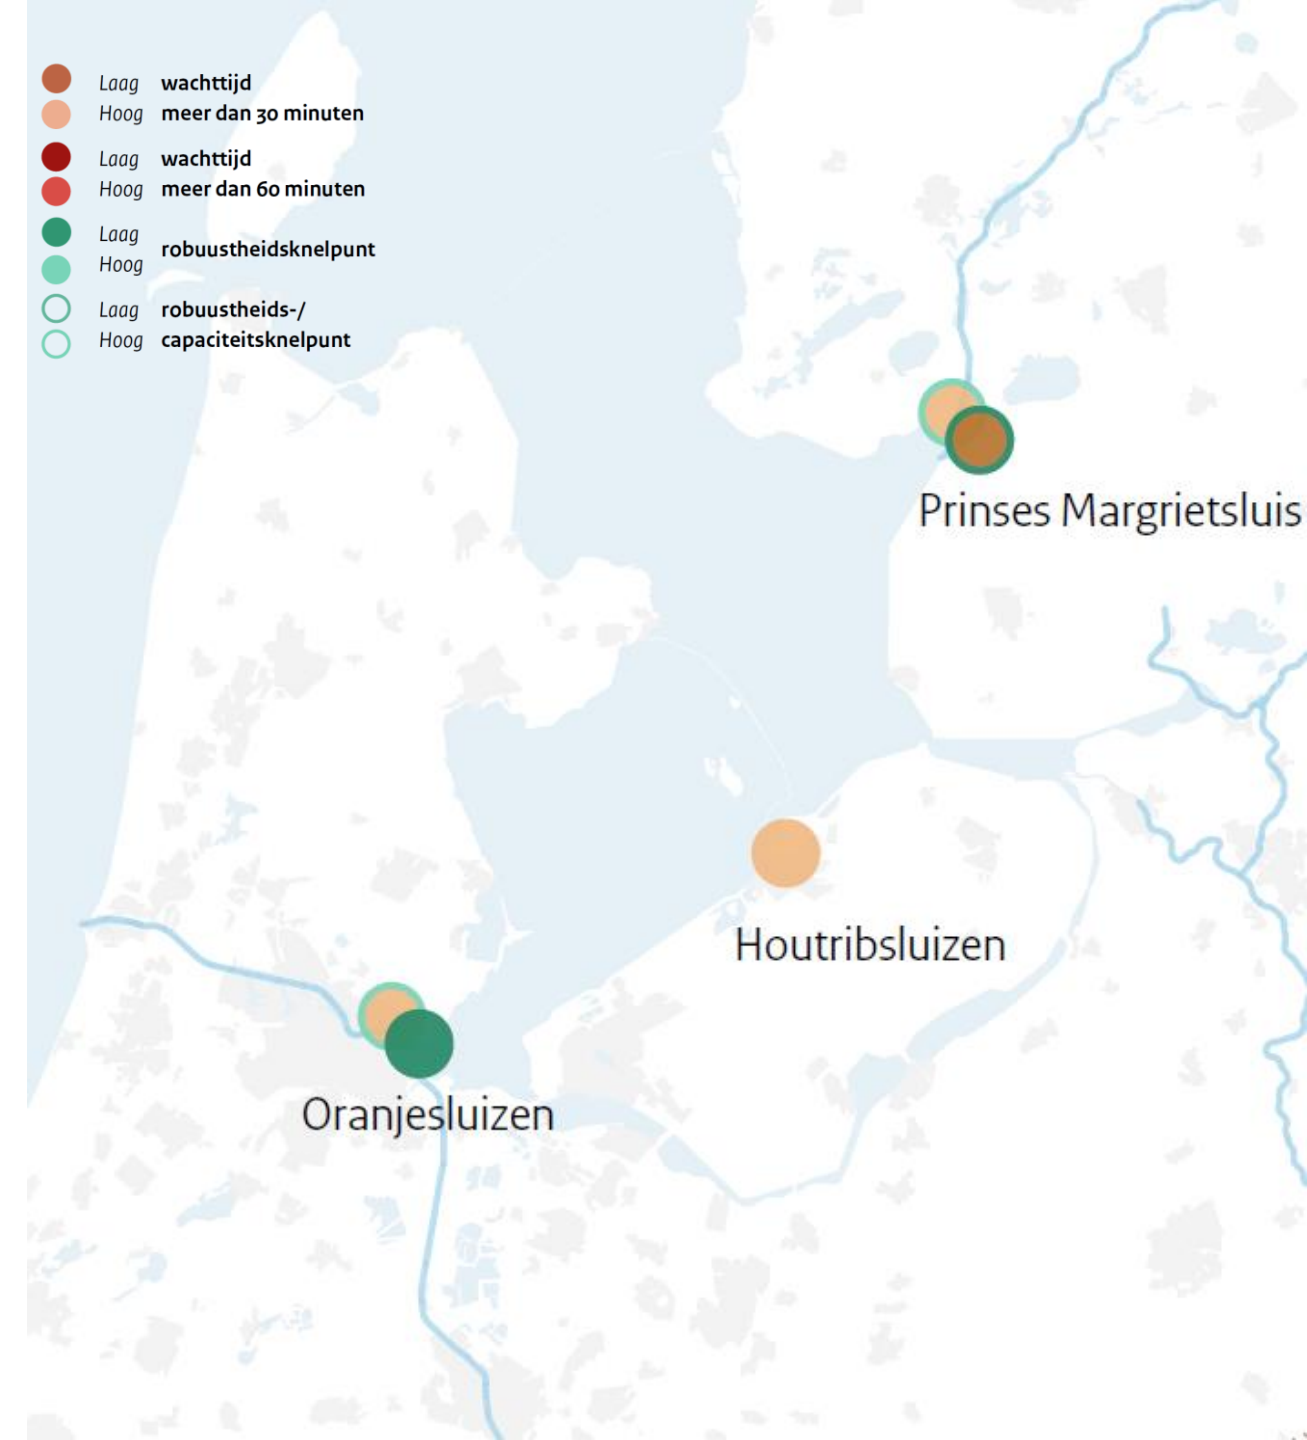 Laag wachttijd
Hoog meer dan 30 minuten
Laag wachttijd
Hoog meer dan 60 minuten
Laag
robuustheidsknelpunt
Hoog
Laag robuustheids-/
Hoog capaciteitsknelpunt
Prinses Margrietsluis
Houtribsluizen
Oranjesluizen